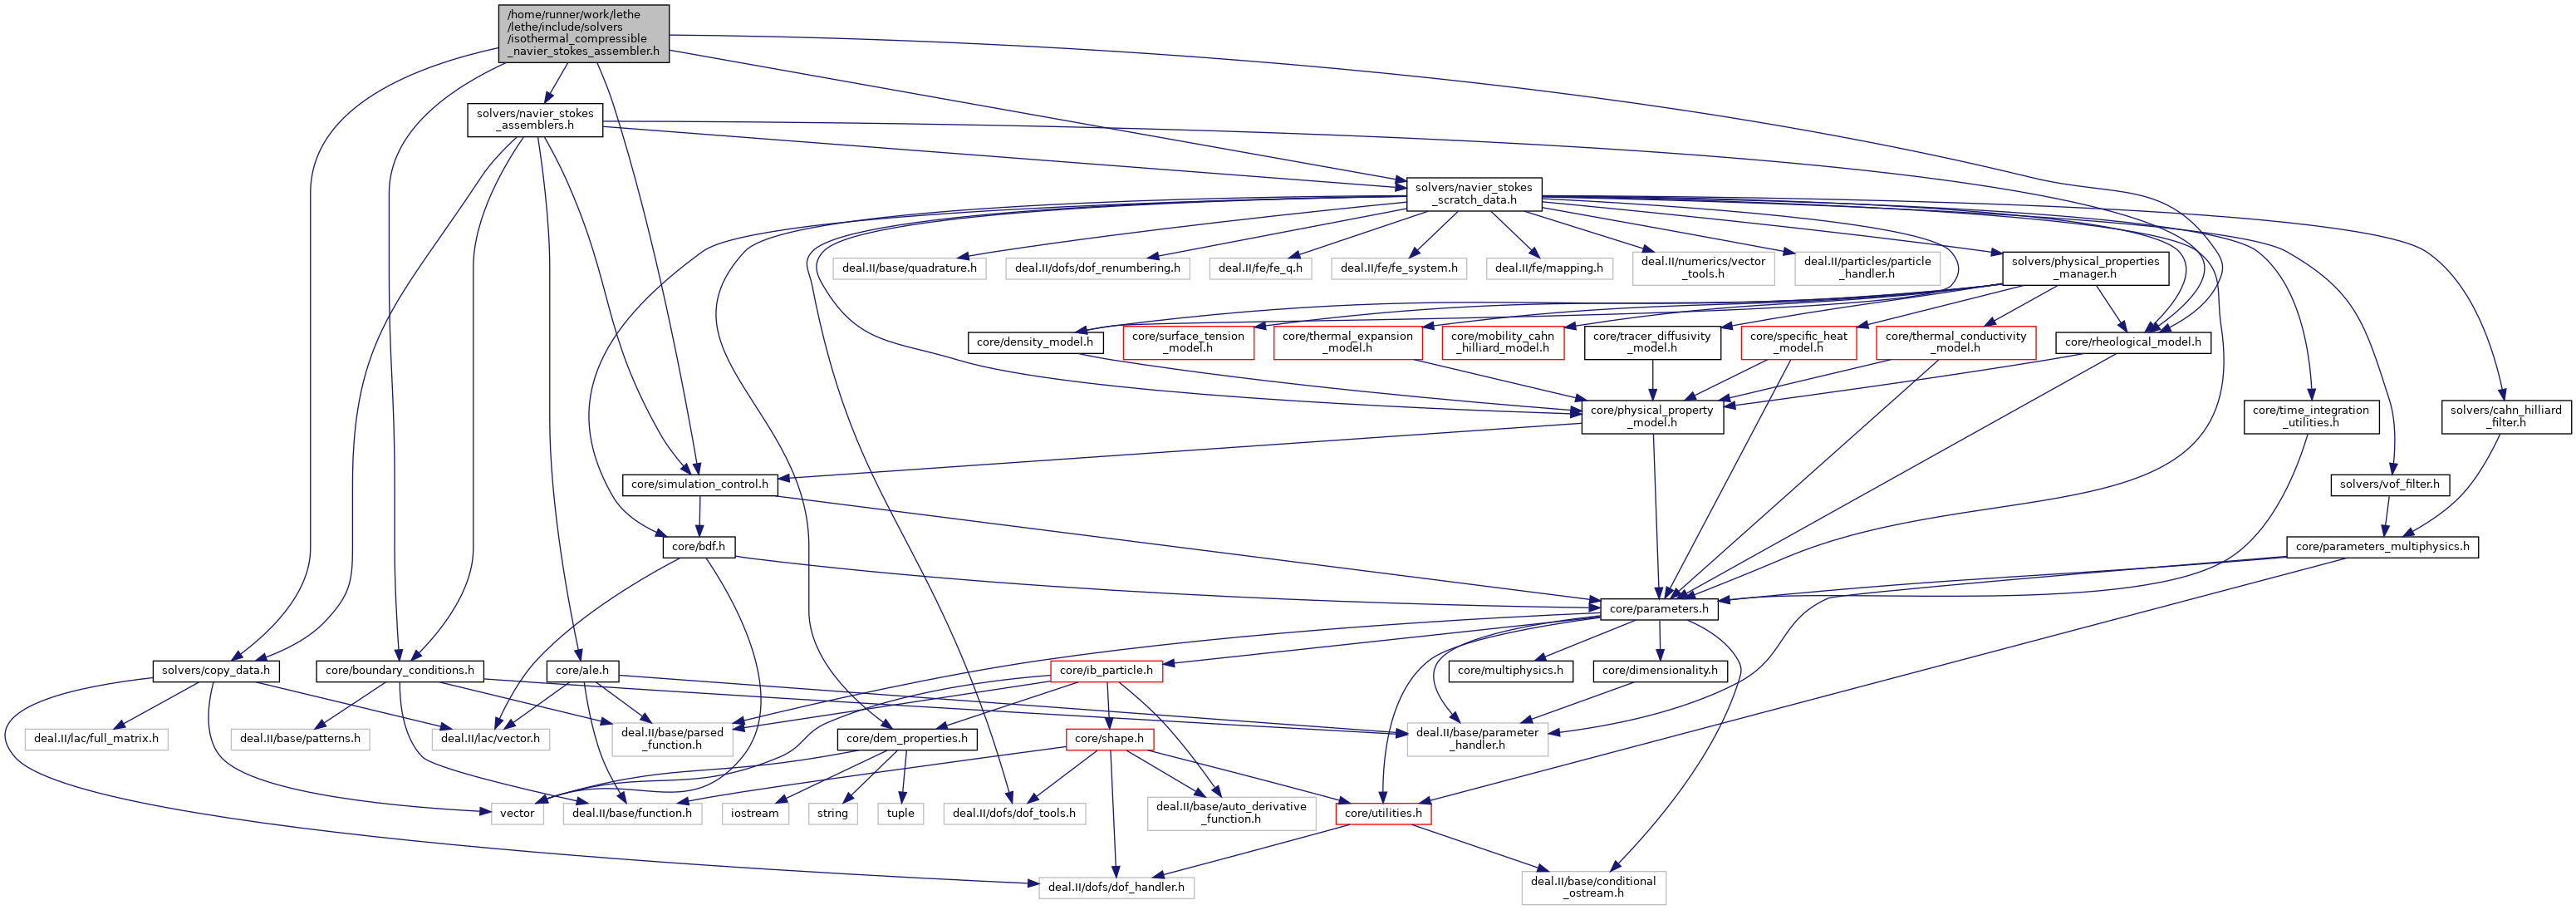 /home/runner/work/lethe
/lethe/include/solvers
/isothermal_compressible
_navier_stokes_assembler.h
solvers/navier_stokes
_assemblers.h
solvers/navier_stokes
_scratch_data.h
deal.II/base/quadrature.h
deal.II/dofs/dof_renumbering.h
deal.II/fe/fe_q.h
deal.II/fe/fe_system.h
deal.II/fe/mapping.h
deal.II/numerics/vector
_tools.h
deal.II/particles/particle
_handler.h
solvers/physical_properties
_manager.h
core/density_model.h
core/surface_tension
_model.h
core/thermal_expansion
_model.h
core/mobility_cahn
_hilliard_model.h
core/tracer_diffusivity
_model.h
core/specific_heat
_model.h
core/thermal_conductivity
_model.h
core/rheological_model.h
core/physical_property
_model.h
core/time_integration
_utilities.h
solvers/cahn_hilliard
_filter.h
core/simulation_control.h
solvers/vof_filter.h
core/bdf.h
core/parameters_multiphysics.h
core/parameters.h
solvers/copy_data.h
core/boundary_conditions.h
core/ale.h
core/ib_particle.h
core/multiphysics.h
core/dimensionality.h
deal.II/lac/full_matrix.h
deal.II/base/patterns.h
deal.II/lac/vector.h
deal.II/base/parsed
_function.h
core/dem_properties.h
core/shape.h
deal.II/base/parameter
_handler.h
vector
deal.II/base/function.h
iostream
string
tuple
deal.II/dofs/dof_tools.h
deal.II/base/auto_derivative
_function.h
core/utilities.h
deal.II/dofs/dof_handler.h
deal.II/base/conditional
_ostream.h